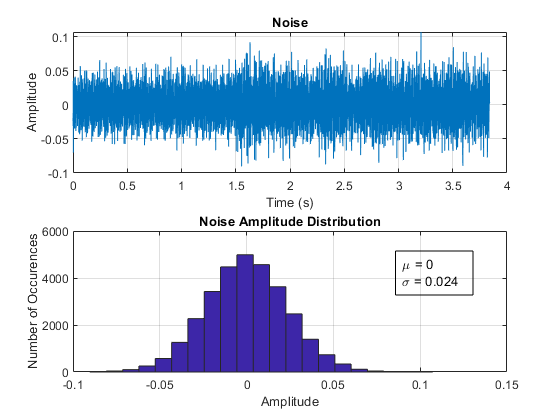 Noise
0.1
0.05
0
-0.05
-0.1
Amplitude
0 0.5 1 1.5 2 2.5 3 3.5 4
Time (s)
Noise Amplitude Distribution
6000
4000
2000
0
Number of Occurences
μ = 0
σ = 0.024
-0.1 -0.05 0 0.05 0.1 0.15
Amplitude